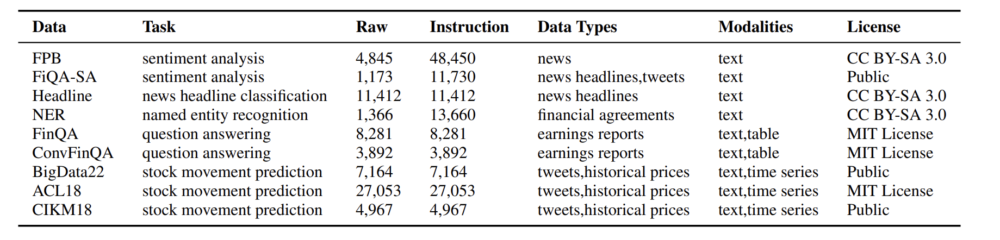 Data Task Raw Instruction Data Types Modalities License
FPB sentiment analysis 4,845 48,450 news text CC BY-SA 3.0
FiQA-SA sentiment analysis 1,173 11,730 news headlines,tweets text Public
Headline news headline classification 11,412 11,412 news headlines text CC BY-SA 3.0
NER named entity recognition 1,366 13,660 financial agreements text CC BY-SA 3.0
FinQA question answering 8,281 8,281 earnings reports text,table MIT License
ConvFinQA question answering 3,892 3,892 earnings reports text,table MIT License
BigData22 stock movement prediction 7,164 7,164 tweets,historical prices text,time series Public
ACL18 stock movement prediction 27,053 27,053 tweets,historical prices text,time series MIT License
CIKM18 stock movement prediction 4,967 4,967 tweets,historical prices text,time series Public